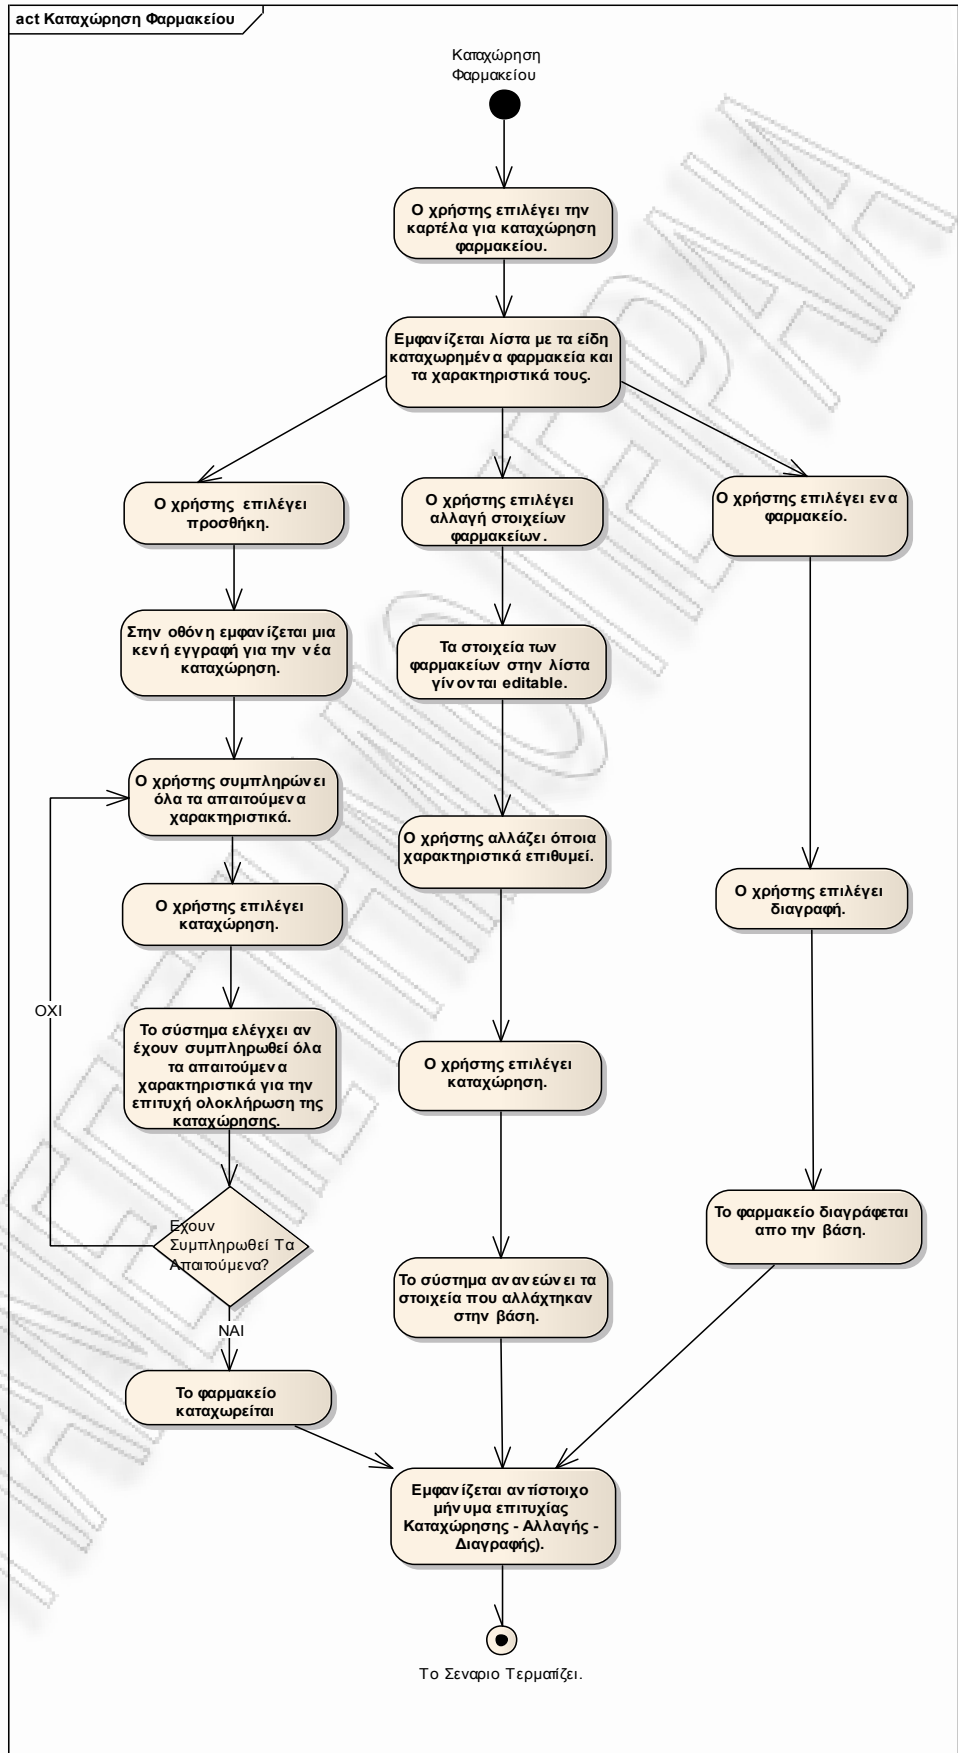 act Καταχώρηση Φαρμακείου
Καταχώρηση
Φαρμακείου
Ο χρήστης επιλέγει την
καρτέλα για καταχώρηση
φαρμακείου.
Εμφανίζεται λίστα με τα είδη
καταχωρημένα φαρμακεία και
τα χαρακτηριστικά τους.
Ο χρήστης επιλέγει
προσθήκη.
Στην οθόνη εμφανίζεται μια
κενή εγγραφή για την νέα
καταχώρηση.
Ο χρήστης συμπληρώνει
όλα τα απαιτούμενα
χαρακτηριστικά.
Ο χρήστης επιλέγει
καταχώρηση.
Το σύστημα ελέγχει αν
έχουν συμπληρωθεί όλα
τα απαιτούμενα
χαρακτηριστικά για την
επιτυχή ολοκλήρωση της
καταχώρησης.
ΟΧΙ
Εχουν
Συμπληρωθεί Τα
Απαιτούμενα?
ΝΑΙ
Το φαρμακείο
καταχωρείται
Ο χρήστης επιλέγει
αλλαγή στοιχείων
φαρμακείων.
Τα στοιχεία των
φαρμακείων στην λίστα
γίνονται editable.
Ο χρήστης αλλάζει όποια
χαρακτηριστικά επιθυμεί.
Ο χρήστης επιλέγει
καταχώρηση.
Το σύστημα ανανεώνει τα
στοιχεία που αλλάχτηκαν
στην βάση.
Ο χρήστης επιλέγει ενα
φαρμακείο.
Ο χρήστης επιλέγει
διαγραφή.
Το φαρμακείο διαγράφεται
απο την βάση.
Εμφανίζεται αντίστοιχο
μήνυμα επιτυχίας
Καταχώρησης - Αλλαγής -
Διαγραφής).
Το Σεναριο Τερματίζει.